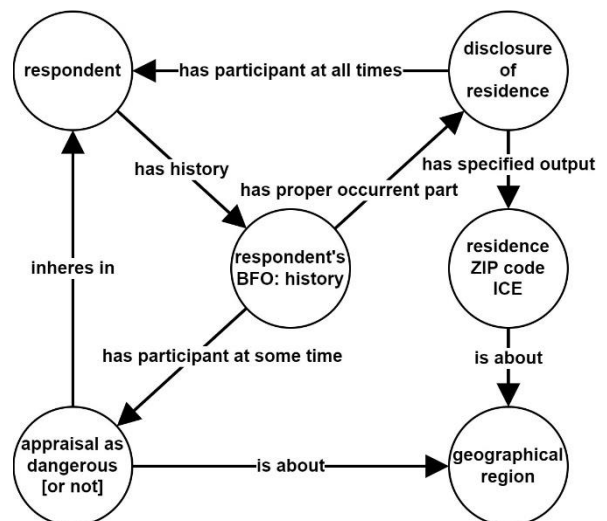 respondent
has participant at all times
disclosure
of
residence
has history
has specified output
has proper occurrent part
inheres in
respondent's
BFO: history
residence
ZIP code
ICE
has participant at some time
is about
appraisal as
dangerous
[or not]
is about
geographical
region